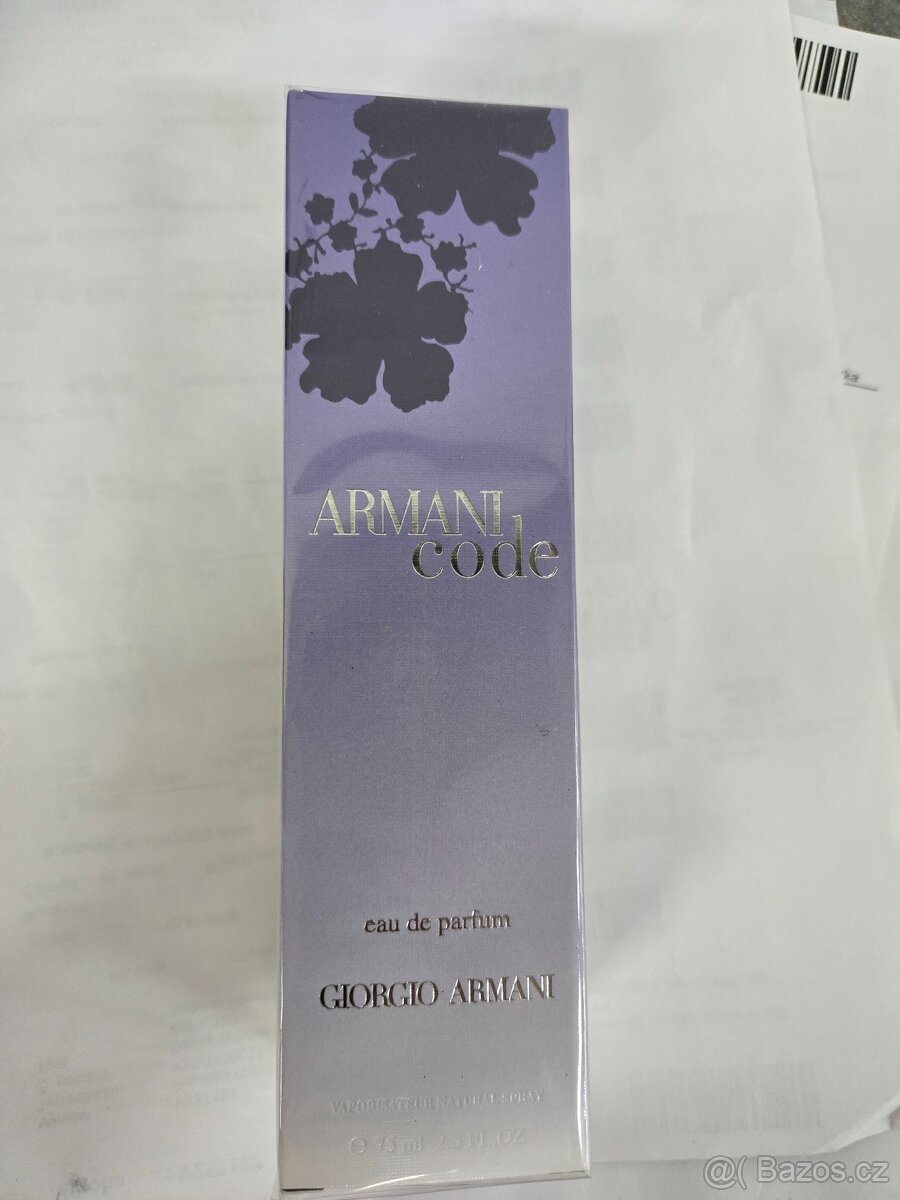 ARMANI
code
eau de parfum
GIORGIO ARMANI
VAPORISATEUR NATURAL SPRAY
℮ 75 ml 2.5 FL.OZ
@( Bazos.cz